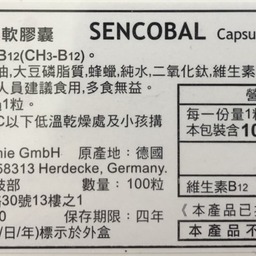 軟膠囊 SENCOBAL Capsu
B12(CH3-B12)。
油,大豆磷脂質,蜂蠟,純水,二氧化鈦,維生素
人員建議食用,多食無益。
1粒。
C以下低溫乾燥處及小孩搆
每一份量1粒
本包裝含10
nie GmbH 原產地:德國
58313 Herdecke, Germany.
技部 數量:100粒
路30號13樓之1
0 保存期限:四年
/日/年)標示於外盒
維生素B12
《本產品已
本產品不